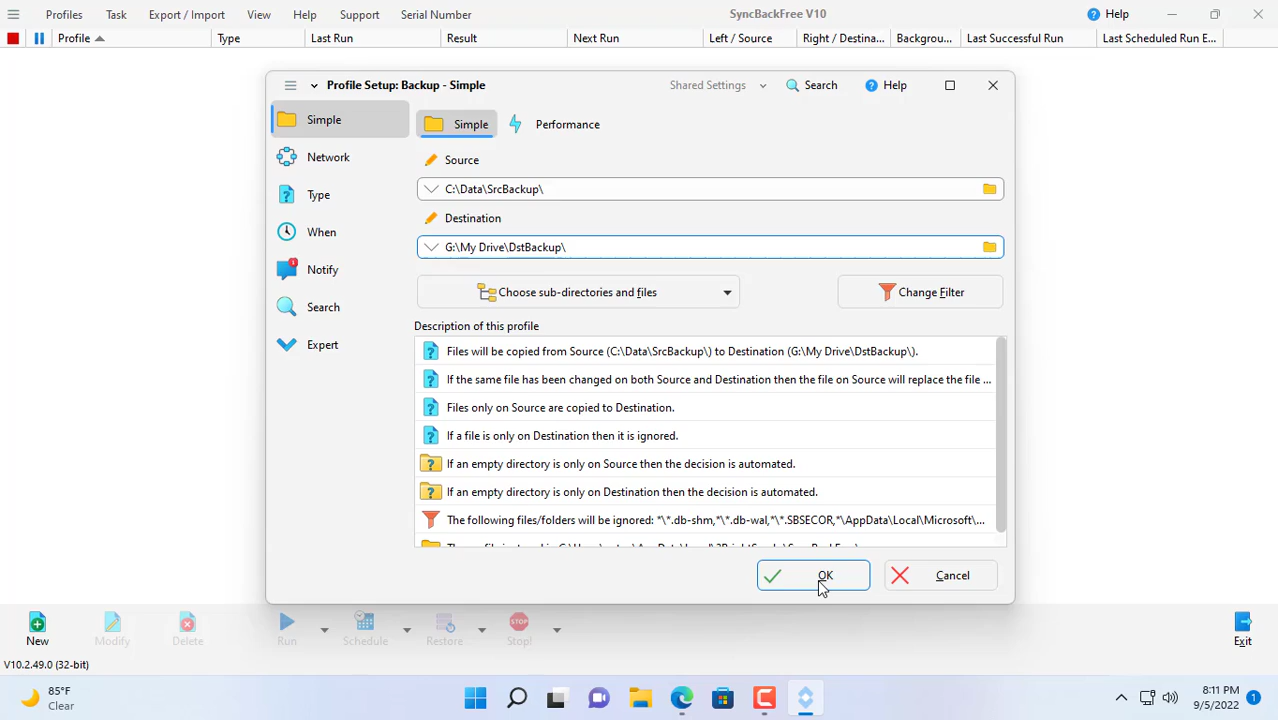 Profiles Task Export / Import View Help Support Serial Number SyncBackFree V10 Help
Profile Type Last Run Result Next Run Left / Source Right / Destina... Backgrou... Last Successful Run Last Scheduled Run E...
Profile Setup: Backup - Simple Shared Settings Search Help
Simple
Network
Type
When
Notify
Search
Expert
Simple Performance
Source
C:\Data\SrcBackup\
Destination
G:\My Drive\DstBackup\
Choose sub-directories and files Change Filter
Description of this profile
Files will be copied from Source (C:\Data\SrcBackup\) to Destination (G:\My Drive\DstBackup\).
If the same file has been changed on both Source and Destination then the file on Source will replace the file ...
Files only on Source are copied to Destination.
If a file is only on Destination then it is ignored.
If an empty directory is only on Source then the decision is automated.
If an empty directory is only on Destination then the decision is automated.
The following files/folders will be ignored: *\*.db-shm,*\*.db-wal,*\*.SBSECOR,*\AppData\Local\Microsoft\...
OK Cancel
New Modify Delete Run Schedule Restore Stop! Exit
V10.2.49.0 (32-bit)
85°F
Clear
8:11 PM
9/5/2022
1